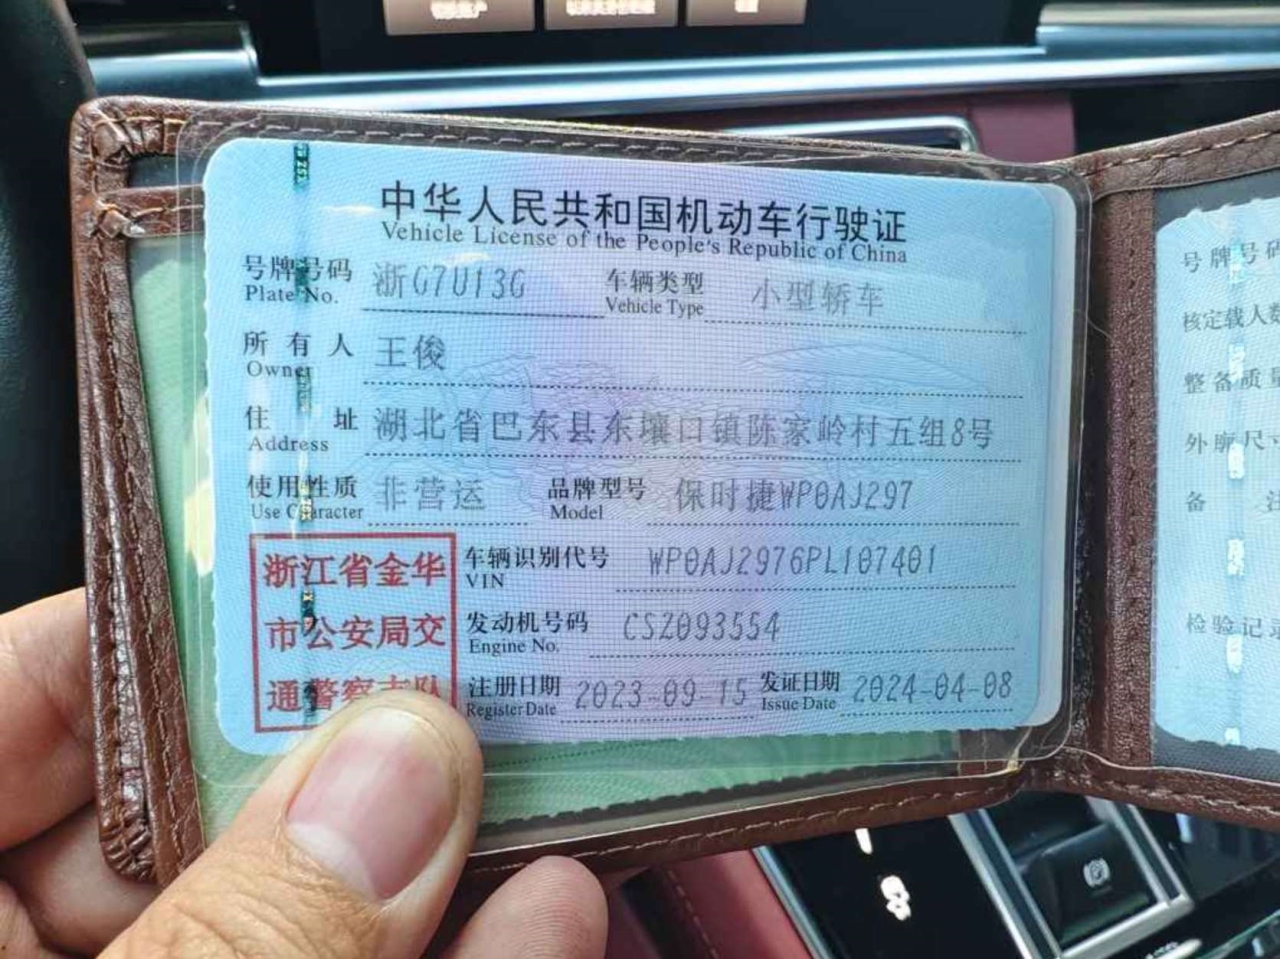 中华人民共和国机动车行驶证
Vehicle License of the People's Republic of China
号牌号码 Plate No. 浙G7U13G 车辆类型 Vehicle Type 小型轿车
所有人 Owner 王俊
住址 Address 湖北省巴东县东壤口镇陈家岭村五组8号
使用性质 Use Character 非营运 品牌型号 Model 保时捷WP0AJ297
浙江省金华
市公安局交
通警察支队
车辆识别代号 VIN WP0AJ2976PL107401
发动机号码 Engine No. CSZ093554
注册日期 Register Date 2023-09-15 发证日期 Issue Date 2024-04-08
号牌号码
核定载人数
整备质量
外廓尺寸
备
检验记录